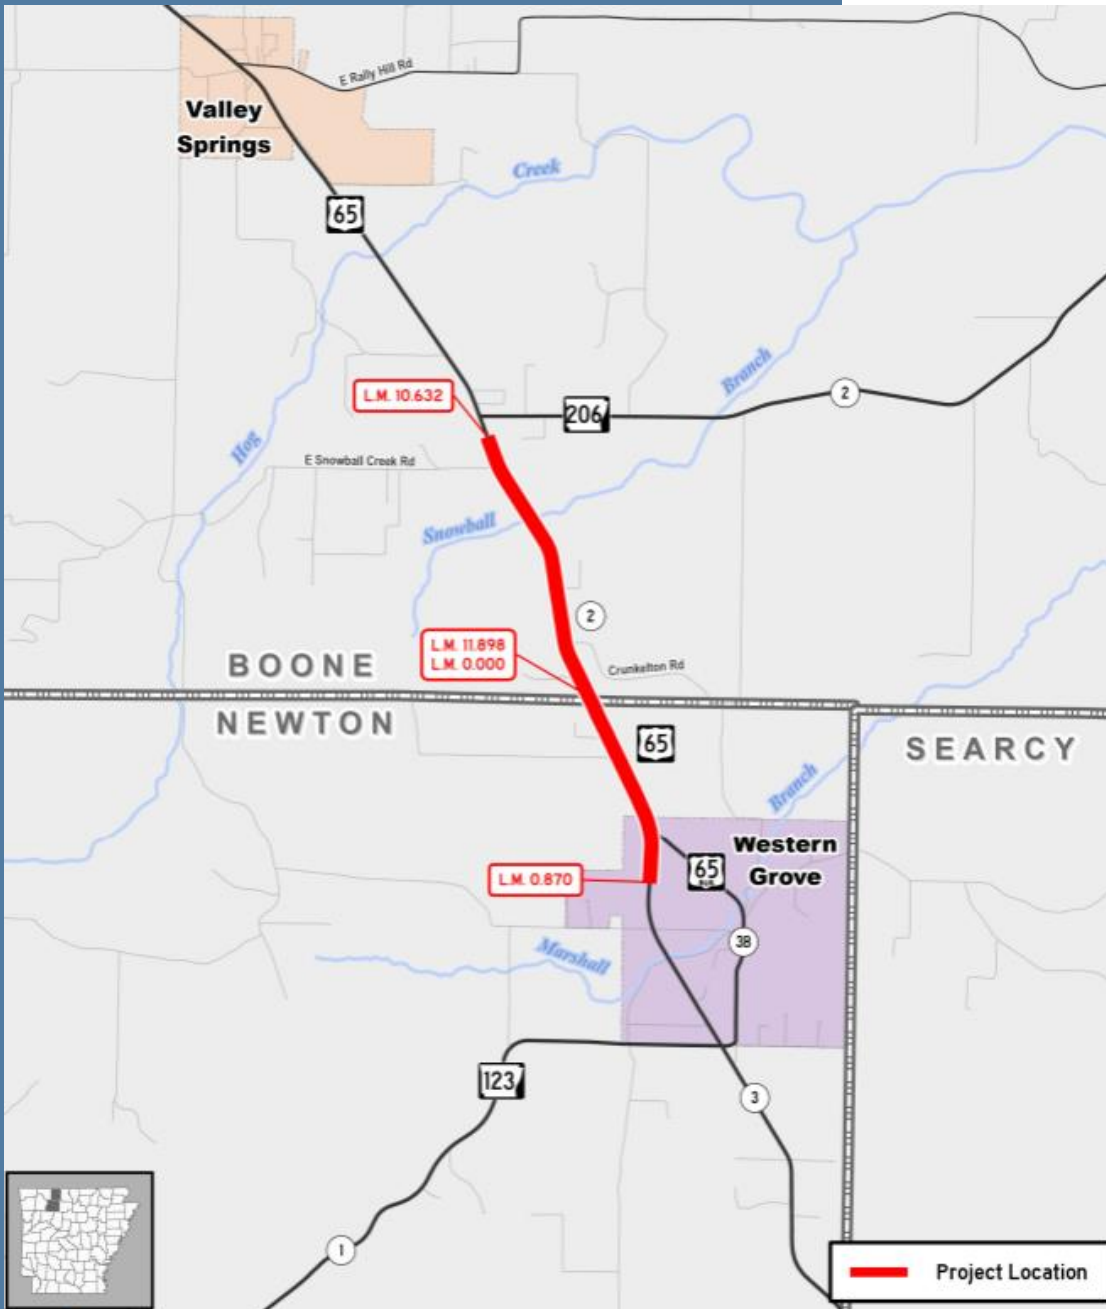 E Rally Hill Rd
Valley
Springs
Creek
65
Branch
L.M. 10.632
2
206
Hog
E Snowball Creek Rd
Snowball
2
L.M. 11.898
L.M. 0.000
BOONE
Crunkelton Rd
NEWTON
65
SEARCY
Branch
Western
Grove
65
BUS.
L.M. 0.870
3B
Marshall
123
3
1
Project Location